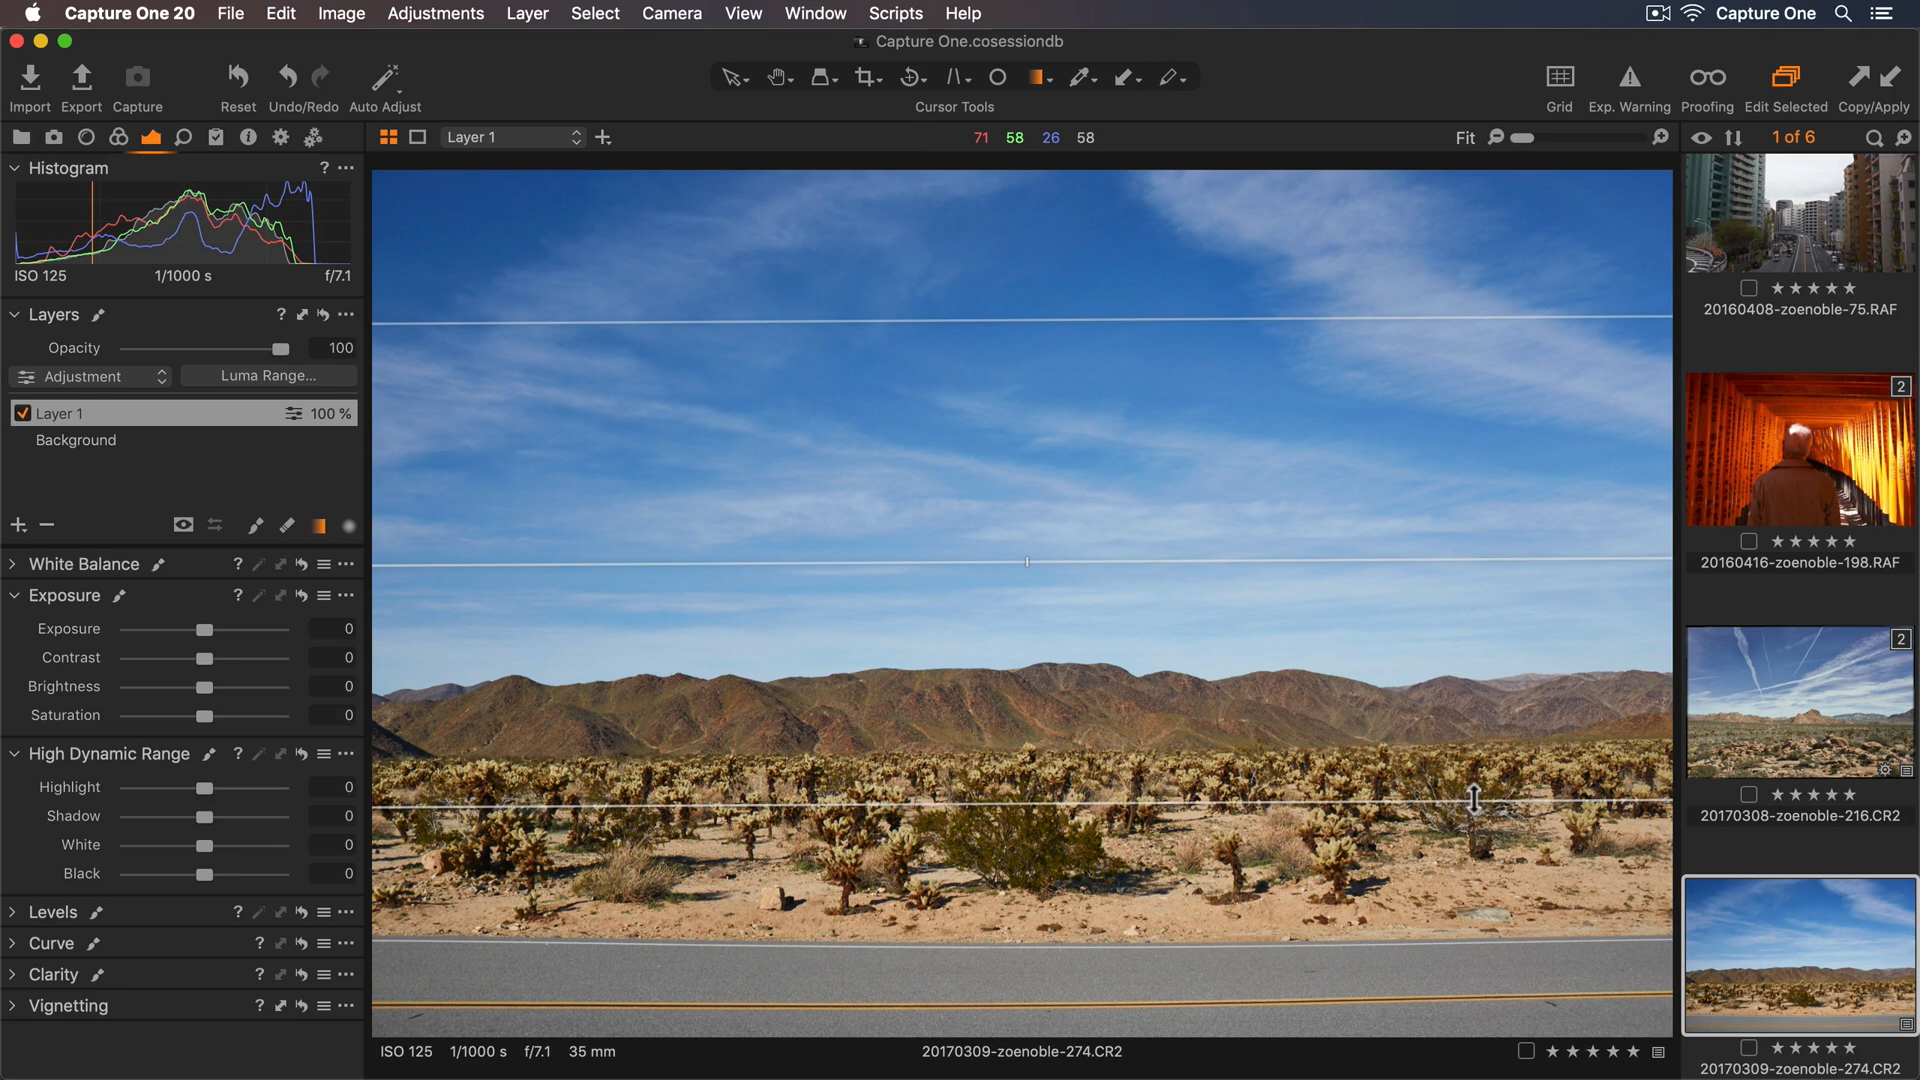 Capture One 20 File Edit Image Adjustments Layer Select Camera View Window Scripts Help Capture One
Capture One.cosessiondb
Import Export Capture Reset Undo/Redo Auto Adjust Cursor Tools Grid Exp. Warning Proofing Edit Selected Copy/Apply
Layer 1 71 58 26 58 Fit 1 of 6
Histogram ?
ISO 125 1/1000 s f/7.1
Layers ?
Opacity 100
Adjustment Luma Range...
Layer 1 100 %
Background
White Balance ?
Exposure ?
Exposure 0
Contrast 0
Brightness 0
Saturation 0
High Dynamic Range ?
Highlight 0
Shadow 0
White 0
Black 0
Levels ?
Curve ?
Clarity ?
Vignetting ?
ISO 125 1/1000 s f/7.1 35 mm 20170309-zoenoble-274.CR2
20160408-zoenoble-75.RAF
2
20160416-zoenoble-198.RAF
2
20170308-zoenoble-216.CR2
20170309-zoenoble-274.CR2